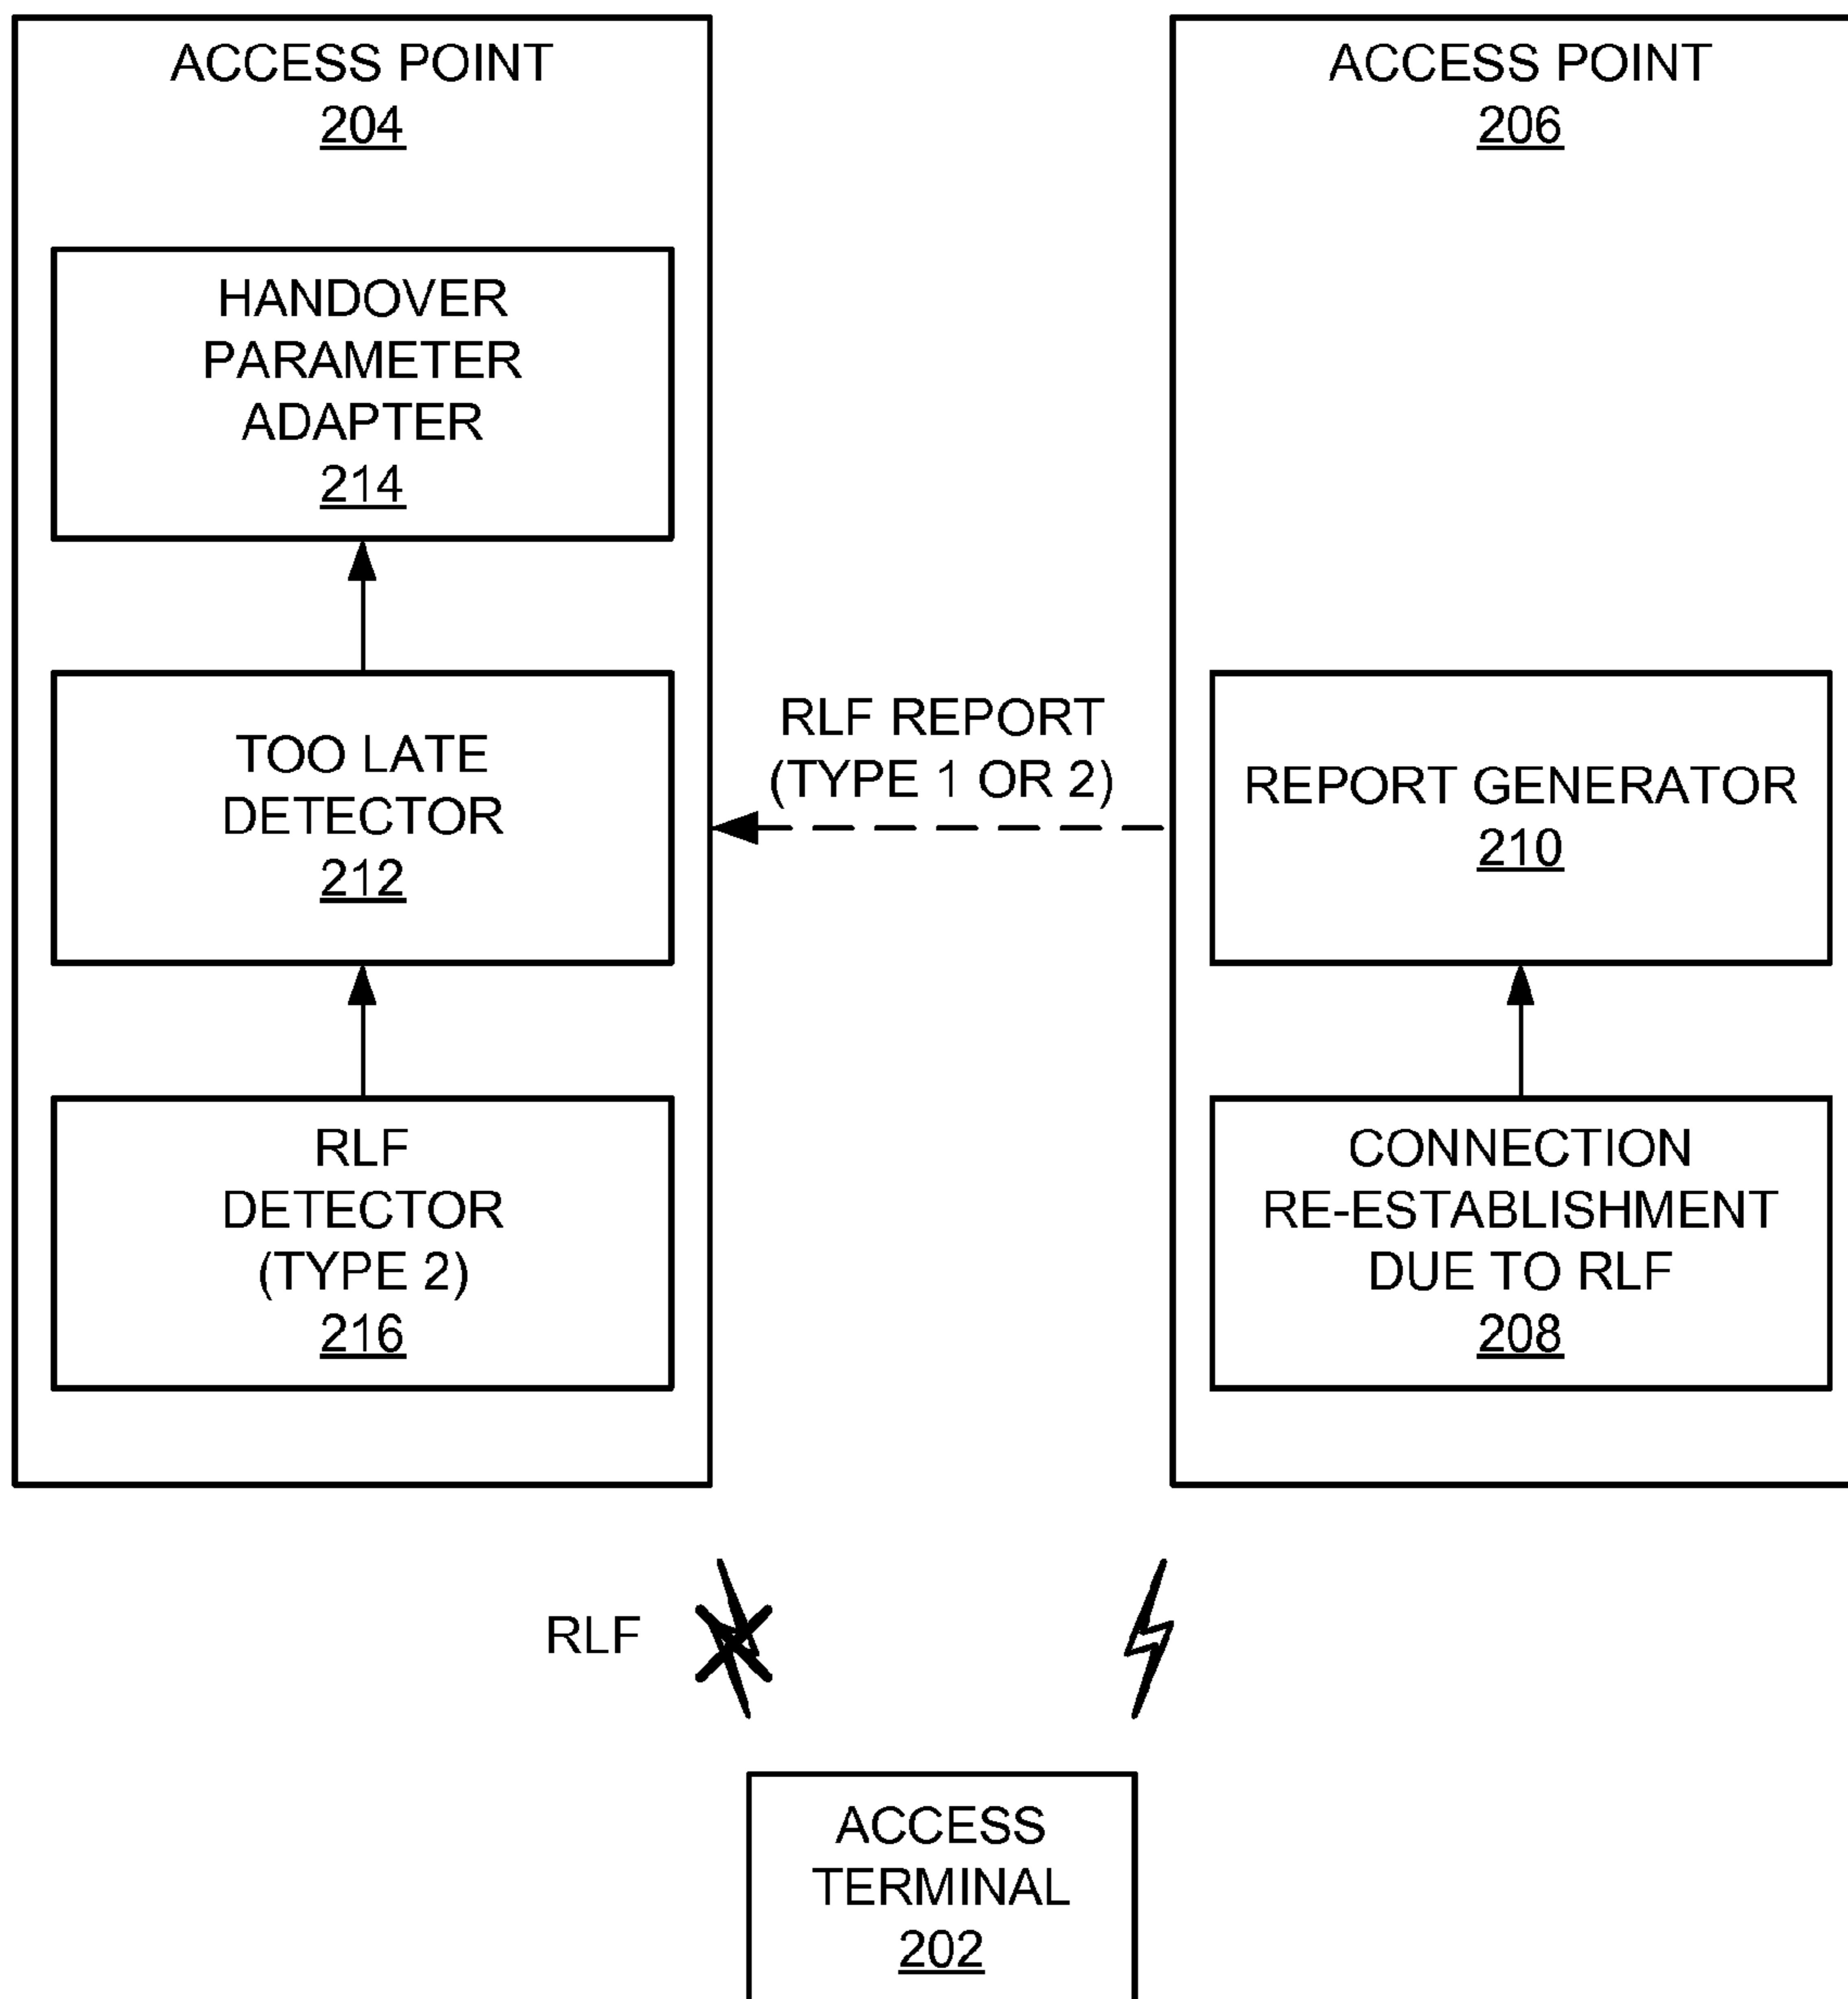 ACCESS POINT
204
HANDOVER
PARAMETER
ADAPTER
214
TOO LATE
DETECTOR
212
RLF
DETECTOR
(TYPE 2)
216
RLF REPORT
(TYPE 1 OR 2)
ACCESS POINT
206
REPORT GENERATOR
210
CONNECTION
RE-ESTABLISHMENT
DUE TO RLF
208
RLF
ACCESS
TERMINAL
202